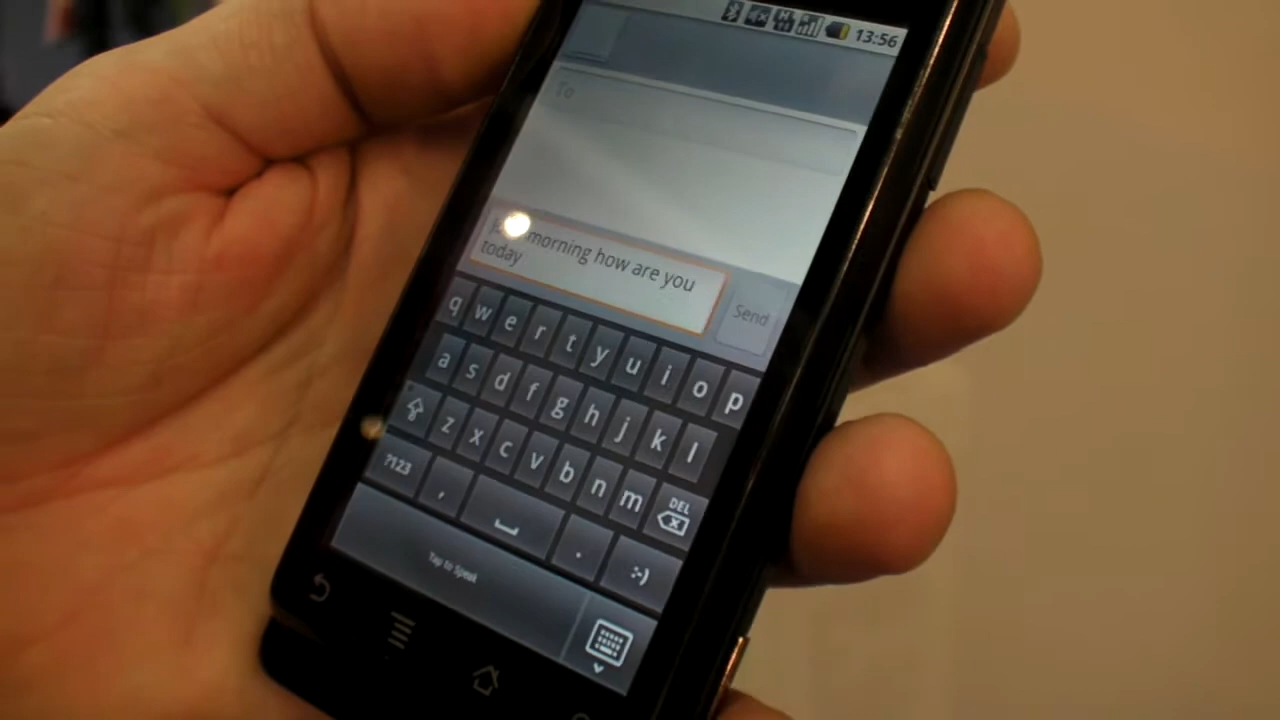 13:56
To
morning how are you
today
Send
q w e r t y u i o p
a s d f g h j k l
z x c v b n m DEL
?123 , . :-)
Tap to Speak